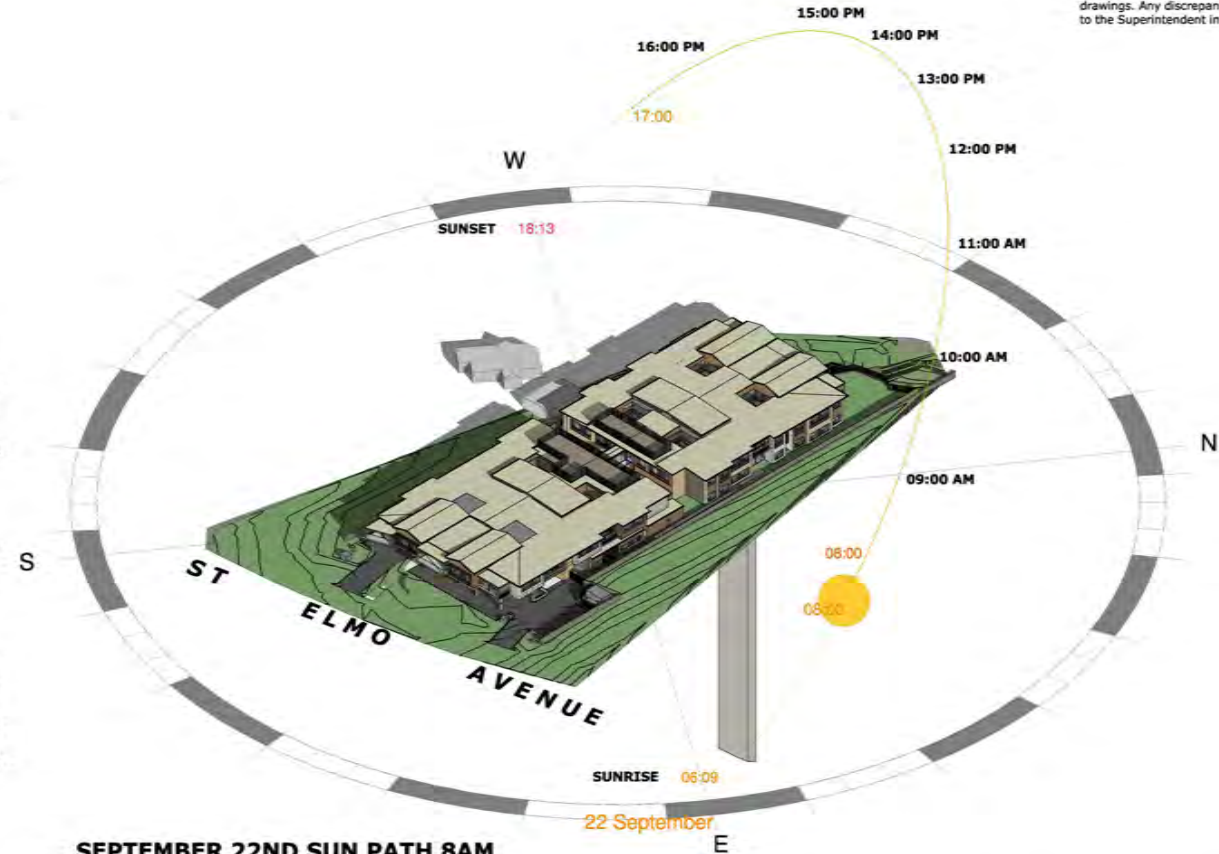 drawings. Any discrepan
to the Superintendent in
15:00 PM
16:00 PM
14:00 PM
13:00 PM
17:00
12:00 PM
W
SUNSET 18:13
11:00 AM
10:00 AM
N
09:00 AM
S
08:00
08:00
ST ELMO AVENUE
SUNRISE 06:09
22 September
E
SEPTEMBER 22ND SUN PATH 8AM